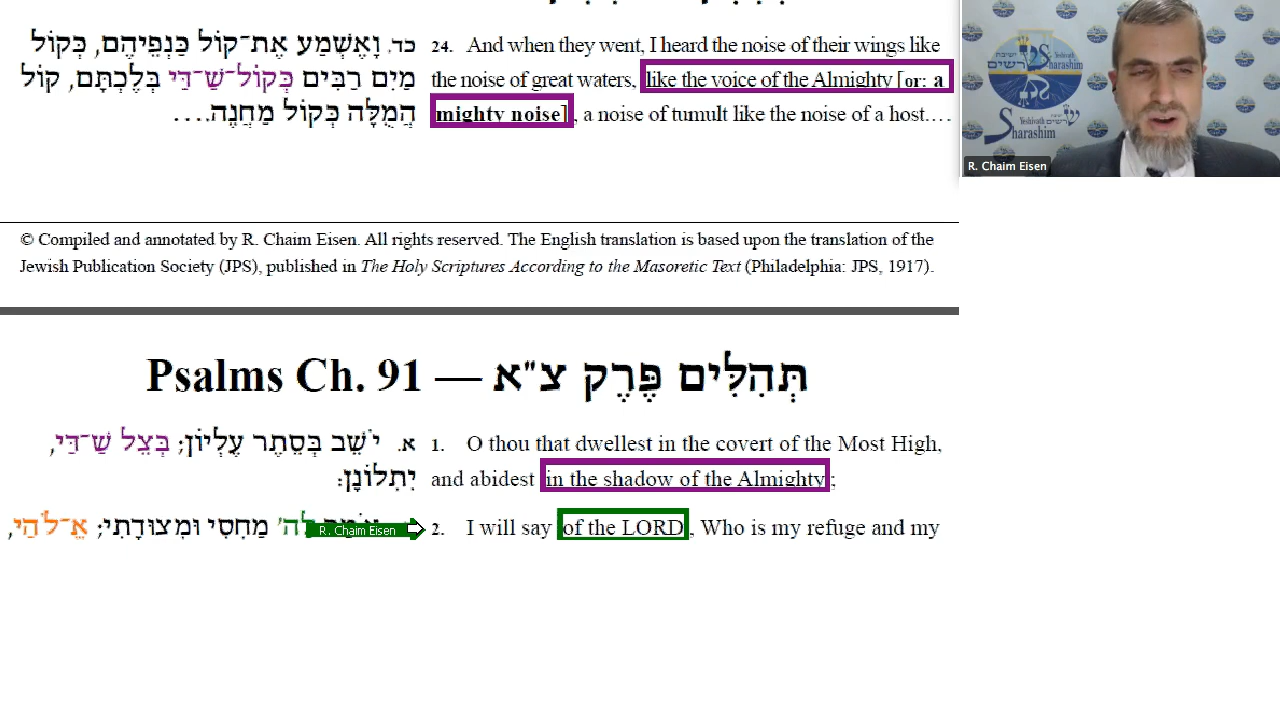 כד. וָאֶשְׁמַע אֶת־קוֹל כַּנְפֵיהֶם, כְּקוֹל
מַיִם רַבִּים כְּקוֹל־שַׁ־דַּי בְּלֶכְתָּם, קוֹל
הֲמֻלָּה כְּקוֹל מַחֲנֶה....
24. And when they went, I heard the noise of their wings like
the noise of great waters, like the voice of the Almighty [or: a
mighty noise], a noise of tumult like the noise of a host....
© Compiled and annotated by R. Chaim Eisen. All rights reserved. The English translation is based upon the translation of the
Jewish Publication Society (JPS), published in The Holy Scriptures According to the Masoretic Text (Philadelphia: JPS, 1917).
Psalms Ch. 91 — תְּהִלִּים פֶּרֶק צ"א
א. יֹשֵׁב בְּסֵתֶר עֶלְיוֹן; בְּצֵל שַׁ־דַּי,
יִתְלוֹנָן:
1. O thou that dwellest in the covert of the Most High,
and abidest in the shadow of the Almighty;
לַה' מַחְסִי וּמְצוּדָתִי; אֱ־לֹהַי,
R. Chaim Eisen
2. I will say of the LORD, Who is my refuge and my
ישיבת
שרשים
Yeshivath
Sharashim
Yeshivath
Sharashim
R. Chaim Eisen